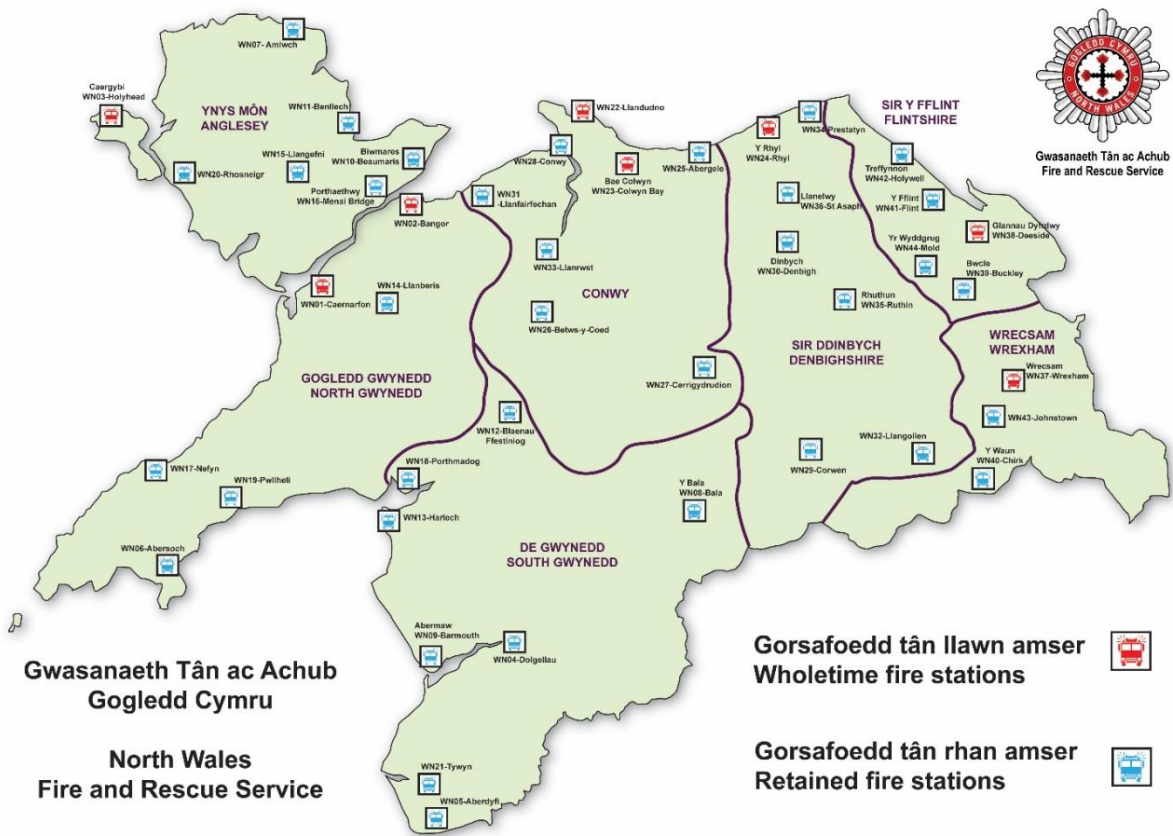 WN07- Amlwch
Caergybi
WN03-Holyhead
YNYS MÔN
ANGLESEY
WN11-Benllech
WN20-Rhosneigr
WN15-Llangefni
Biwmares
WN10-Beaumaris
Porthaethwy
WN16-Menai Bridge
WN02-Bangor
WN01-Caernarfon
WN14-Llanberis
GOGLEDD GWYNEDD
NORTH GWYNEDD
WN17-Nefyn
WN19-Pwllheli
WN06-Abersoch
WN18-Porthmadog
WN22-Llandudno
WN28-Conwy
Bae Colwyn
WN23-Colwyn Bay
WN25-Abergele
WN31
-Llanfairfechan
WN33-Llanrwst
CONWY
WN26-Betws-y-Coed
WN27-Cerrigydrudion
WN12-Blaenau
Ffestiniog
WN13-Harlech
Y Bala
WN08-Bala
DE GWYNEDD
SOUTH GWYNEDD
Abermaw
WN09-Barmouth
WN04-Dolgellau
WN21-Tywyn
WN05-Aberdyfi
Y Rhyl
WN24-Rhyl
WN34-Prestatyn
Llanelwy
WN36-St Asaph
Dinbych
WN30-Denbigh
Rhuthun
WN35-Ruthin
SIR DDINBYCH
DENBIGHSHIRE
WN29-Corwen
WN32-Llangollen
SIR Y FFLINT
FLINTSHIRE
Treffynnon
WN42-Holywell
Y Fflint
WN41-Flint
Glannau Dyfrdwy
WN38-Deeside
Yr Wyddgrug
WN44-Mold
Bwcle
WN39-Buckley
WRECSAM
WREXHAM
Wrecsam
WN37-Wrexham
WN43-Johnstown
Y Waun
WN40-Chirk
GOGLEDD CYMRU
NORTH WALES
Gwasanaeth Tân ac Achub
Fire and Rescue Service
Gwasanaeth Tân ac Achub
Gogledd Cymru
North Wales
Fire and Rescue Service
Gorsafoedd tân llawn amser
Wholetime fire stations
Gorsafoedd tân rhan amser
Retained fire stations